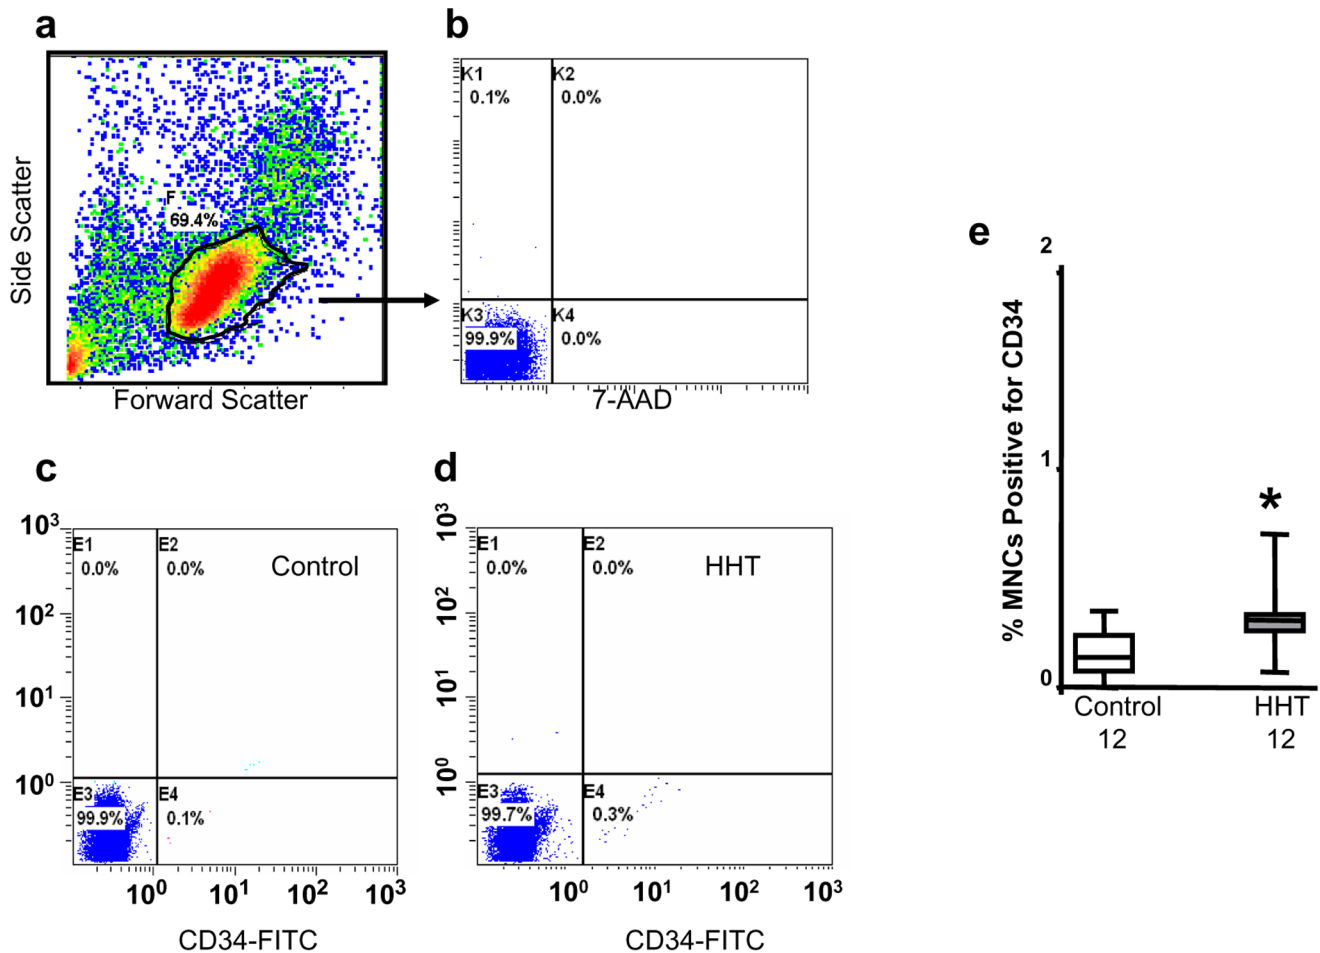 a
Side Scatter
F
69.4%
Forward Scatter
b
K1
0.1%
K2
0.0%
K3
99.9%
K4
0.0%
7-AAD
c
10³
10²
10¹
10⁰
E1
0.0%
E2
0.0%
Control
E3
99.9%
E4
0.1%
10⁰ 10¹ 10² 10³
CD34-FITC
d
10³
10²
10¹
10⁰
E1
0.0%
E2
0.0%
HHT
E3
99.7%
E4
0.3%
10⁰ 10¹ 10² 10³
CD34-FITC
e
% MNCs Positive for CD34
2
1
0
*
Control HHT
12 12